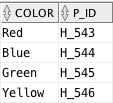 COLOR P_ID
Red H_543
Blue H_544
Green H_545
Yellow H_546